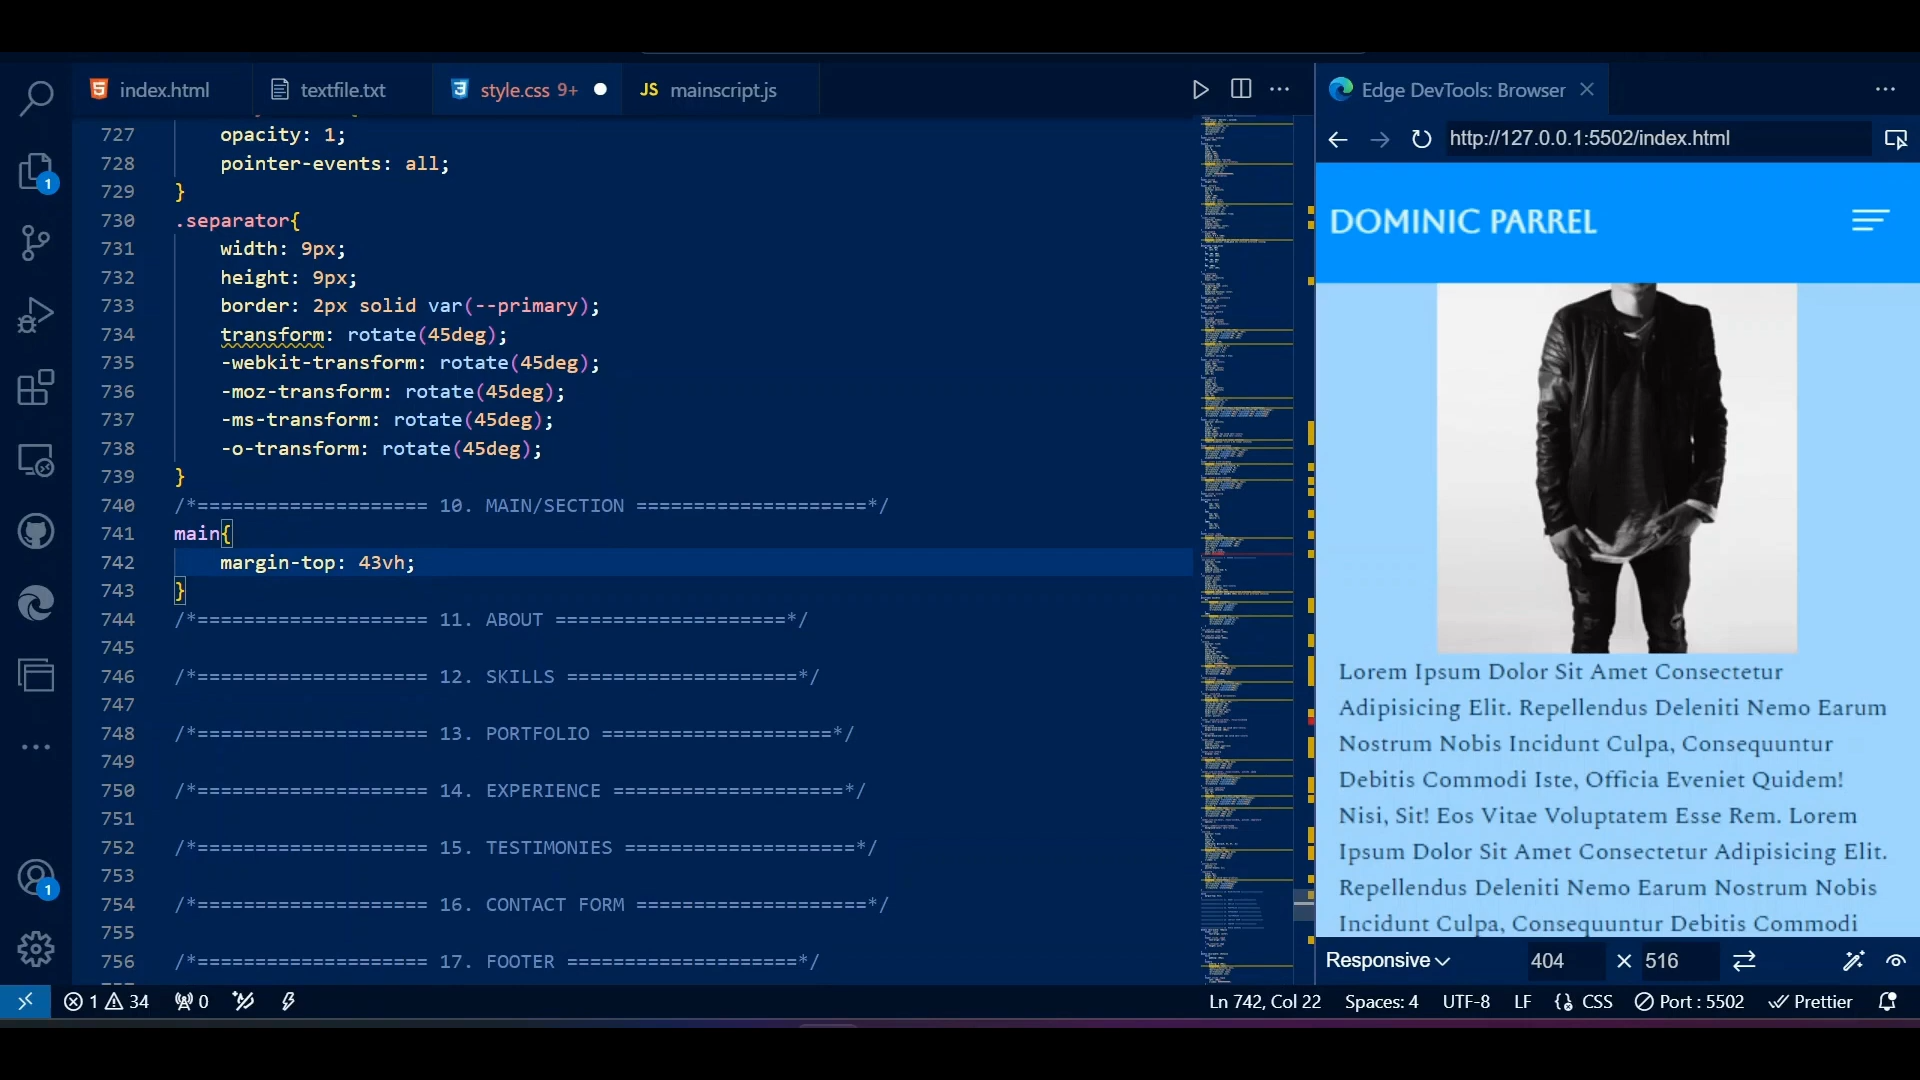 index.html
textfile.txt
style.css 9+
JS mainscript.js
Edge DevTools: Browser
http://127.0.0.1:5502/index.html
727 opacity: 1;
728 pointer-events: all;
729 }
730 .separator{
731 width: 9px;
732 height: 9px;
733 border: 2px solid var(--primary);
734 transform: rotate(45deg);
735 -webkit-transform: rotate(45deg);
736 -moz-transform: rotate(45deg);
737 -ms-transform: rotate(45deg);
738 -o-transform: rotate(45deg);
739 }
740 /*==================== 10. MAIN/SECTION ====================*/
741 main{
742 margin-top: 43vh;
743 }
744 /*==================== 11. ABOUT ====================*/
745
746 /*==================== 12. SKILLS ====================*/
747
748 /*==================== 13. PORTFOLIO ====================*/
749
750 /*==================== 14. EXPERIENCE ====================*/
751
752 /*==================== 15. TESTIMONIES ====================*/
753
754 /*==================== 16. CONTACT FORM ====================*/
755
756 /*==================== 17. FOOTER ====================*/
1
1
DOMINIC PARREL
Lorem Ipsum Dolor Sit Amet Consectetur
Adipisicing Elit. Repellendus Deleniti Nemo Earum
Nostrum Nobis Incidunt Culpa, Consequuntur
Debitis Commodi Iste, Officia Eveniet Quidem!
Nisi, Sit! Eos Vitae Voluptatem Esse Rem. Lorem
Ipsum Dolor Sit Amet Consectetur Adipisicing Elit.
Repellendus Deleniti Nemo Earum Nostrum Nobis
Incidunt Culpa, Consequuntur Debitis Commodi
Responsive 404 × 516
1 34 0 Ln 742, Col 22 Spaces: 4 UTF-8 LF CSS Port : 5502 Prettier